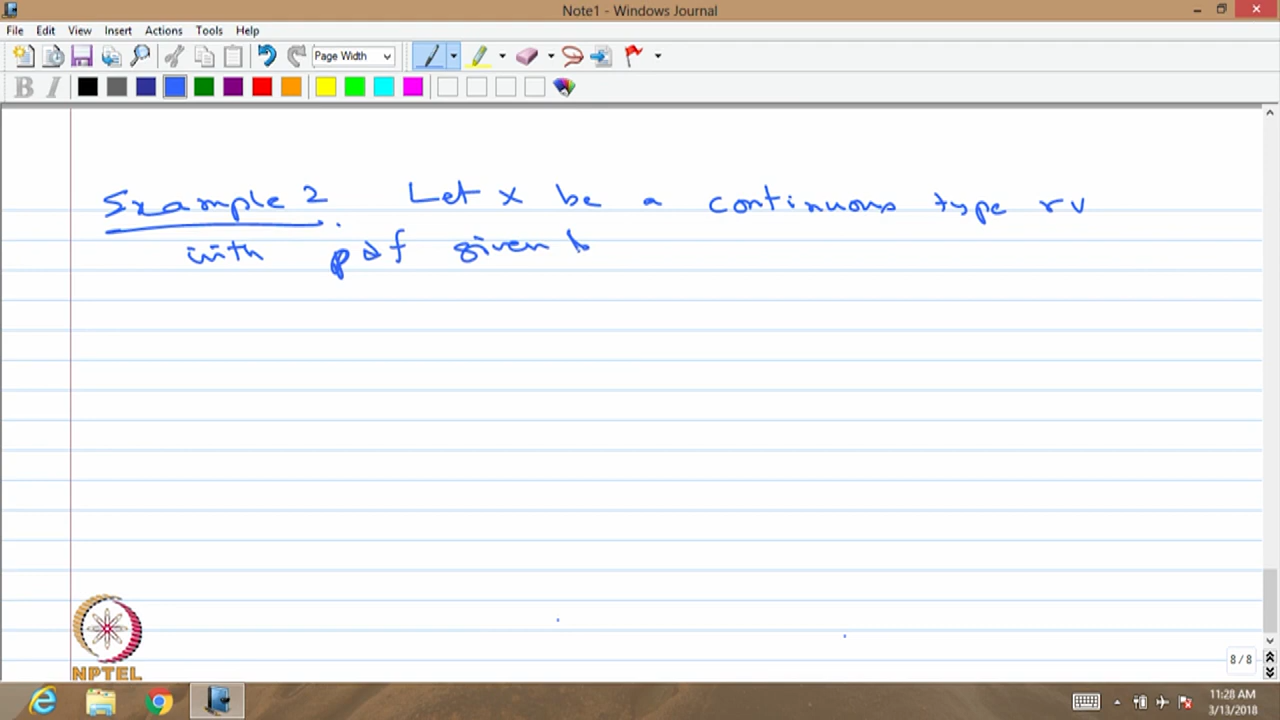 Note1 - Windows Journal
File Edit View Insert Actions Tools Help
Page Width
B I
Example 2. Let X be a continuous type rv
with pdf given b
NPTEL
8 / 8
11:28 AM
3/13/2018